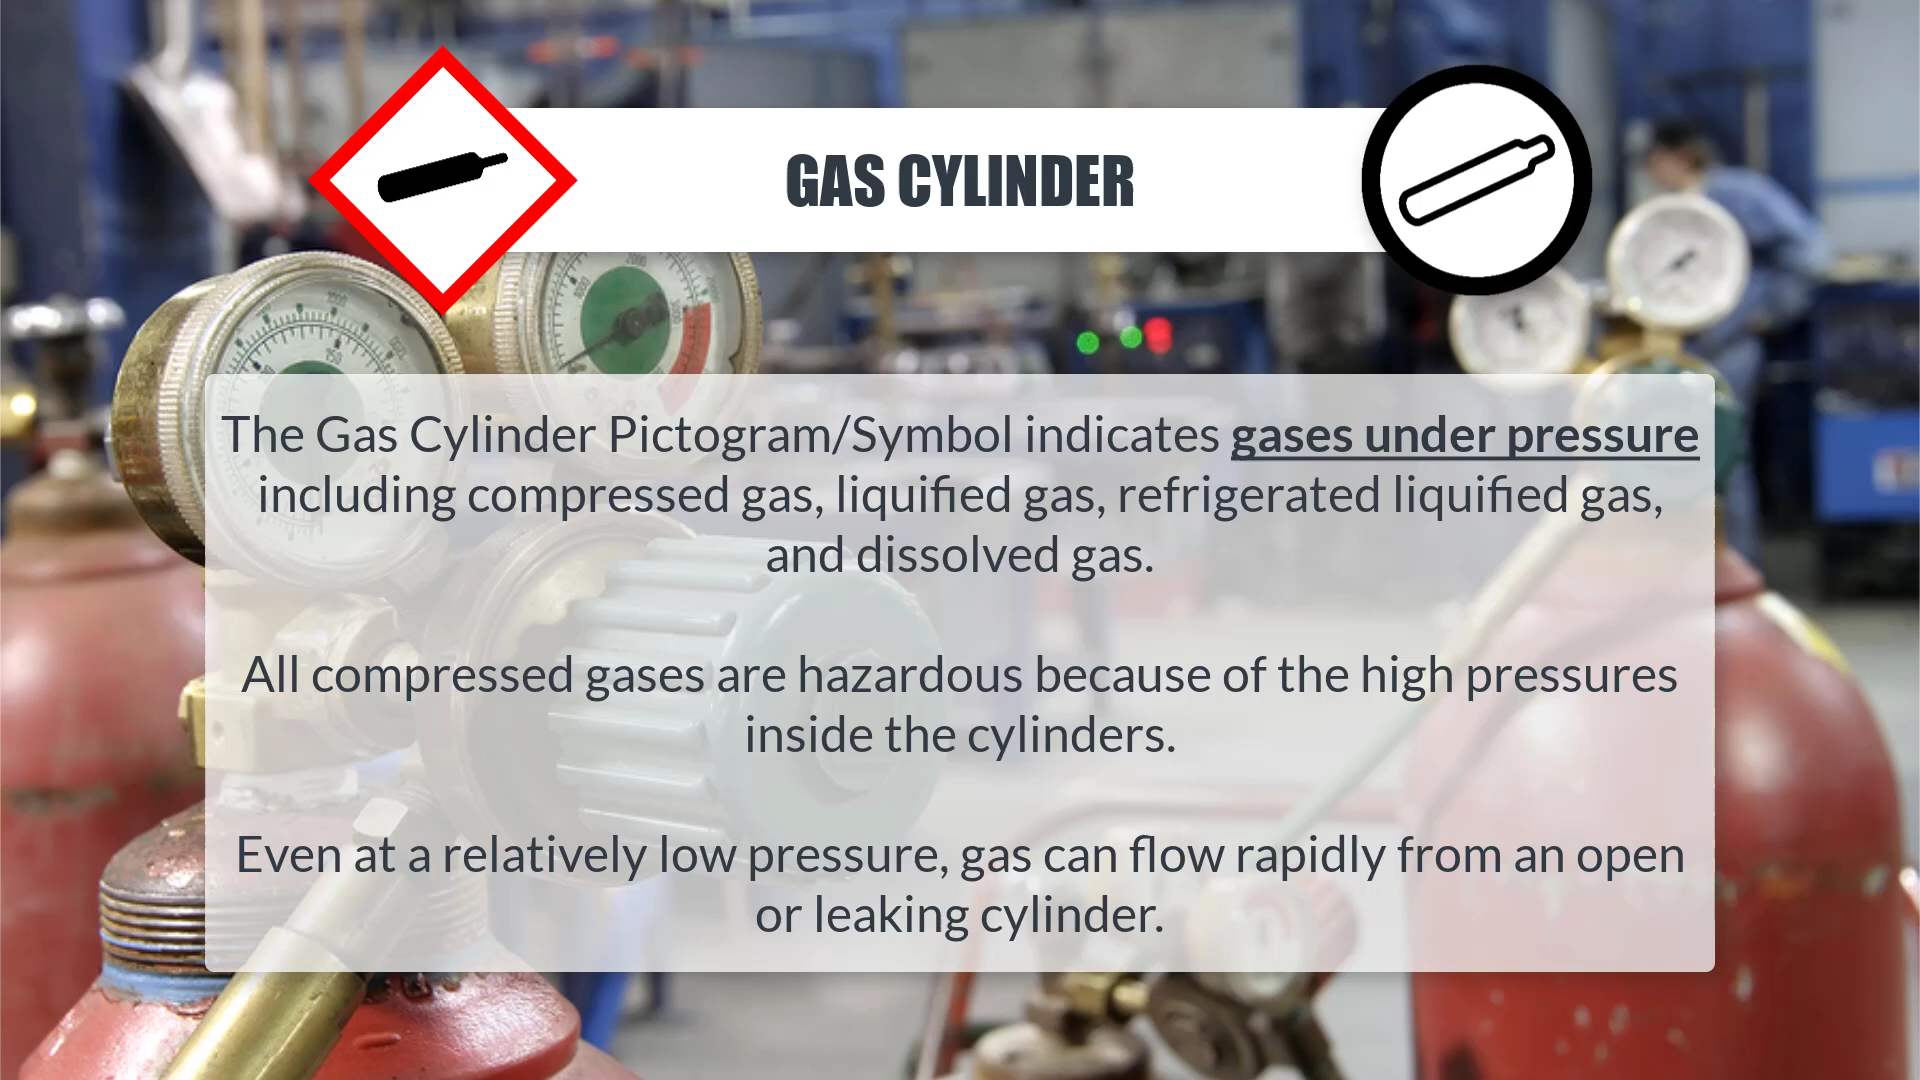 GAS CYLINDER
The Gas Cylinder Pictogram/Symbol indicates gases under pressure
including compressed gas, liquified gas, refrigerated liquified gas,
and dissolved gas.
All compressed gases are hazardous because of the high pressures
inside the cylinders.
Even at a relatively low pressure, gas can flow rapidly from an open
or leaking cylinder.